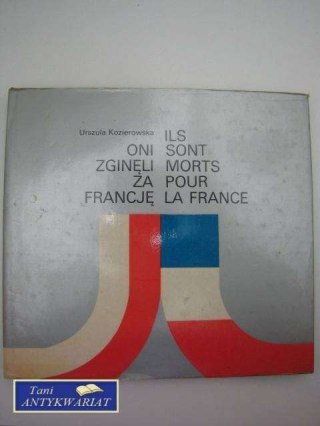 Urszula Kozierowska
ONI
ZGINĘLI
ZA
FRANCJĘ
ILS
SONT
MORTS
POUR
LA FRANCE
Tani
ANTYKWARIAT